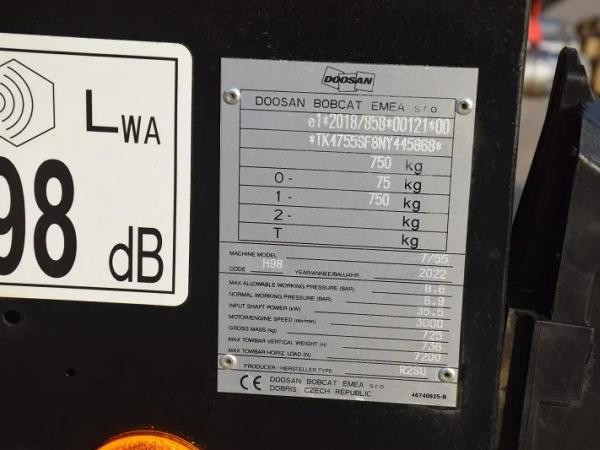 LWA
98 dB
DOOSAN
DOOSAN BOBCAT EMEA s.r.o.
e1*2018/858*00121*00
*TK4755SF8NY445868*
750 kg
0- 75 kg
1- 750 kg
2- kg
T kg
MACHINE MODEL 7/55
CODE H98 YEAR/ANNEE/BAUJAHR 2022
MAX ALLOWABLE WORKING PRESSURE (BAR) 8.6
NORMAL WORKING PRESSURE (BAR) 6.9
INPUT SHAFT POWER (kW) 35.5
MOTOR/ENGINE SPEED (rev/min) 3000
GROSS MASS (kg) 725
MAX TOWBAR VERTICAL WEIGHT (N) 736
MAX TOWBAR HORIZ. LOAD (N) 7200
PRODUCER / HERSTELLER TYPE R2SU
CE DOOSAN BOBCAT EMEA s.r.o.
DOBRIS, CZECH REPUBLIC 46740625-B